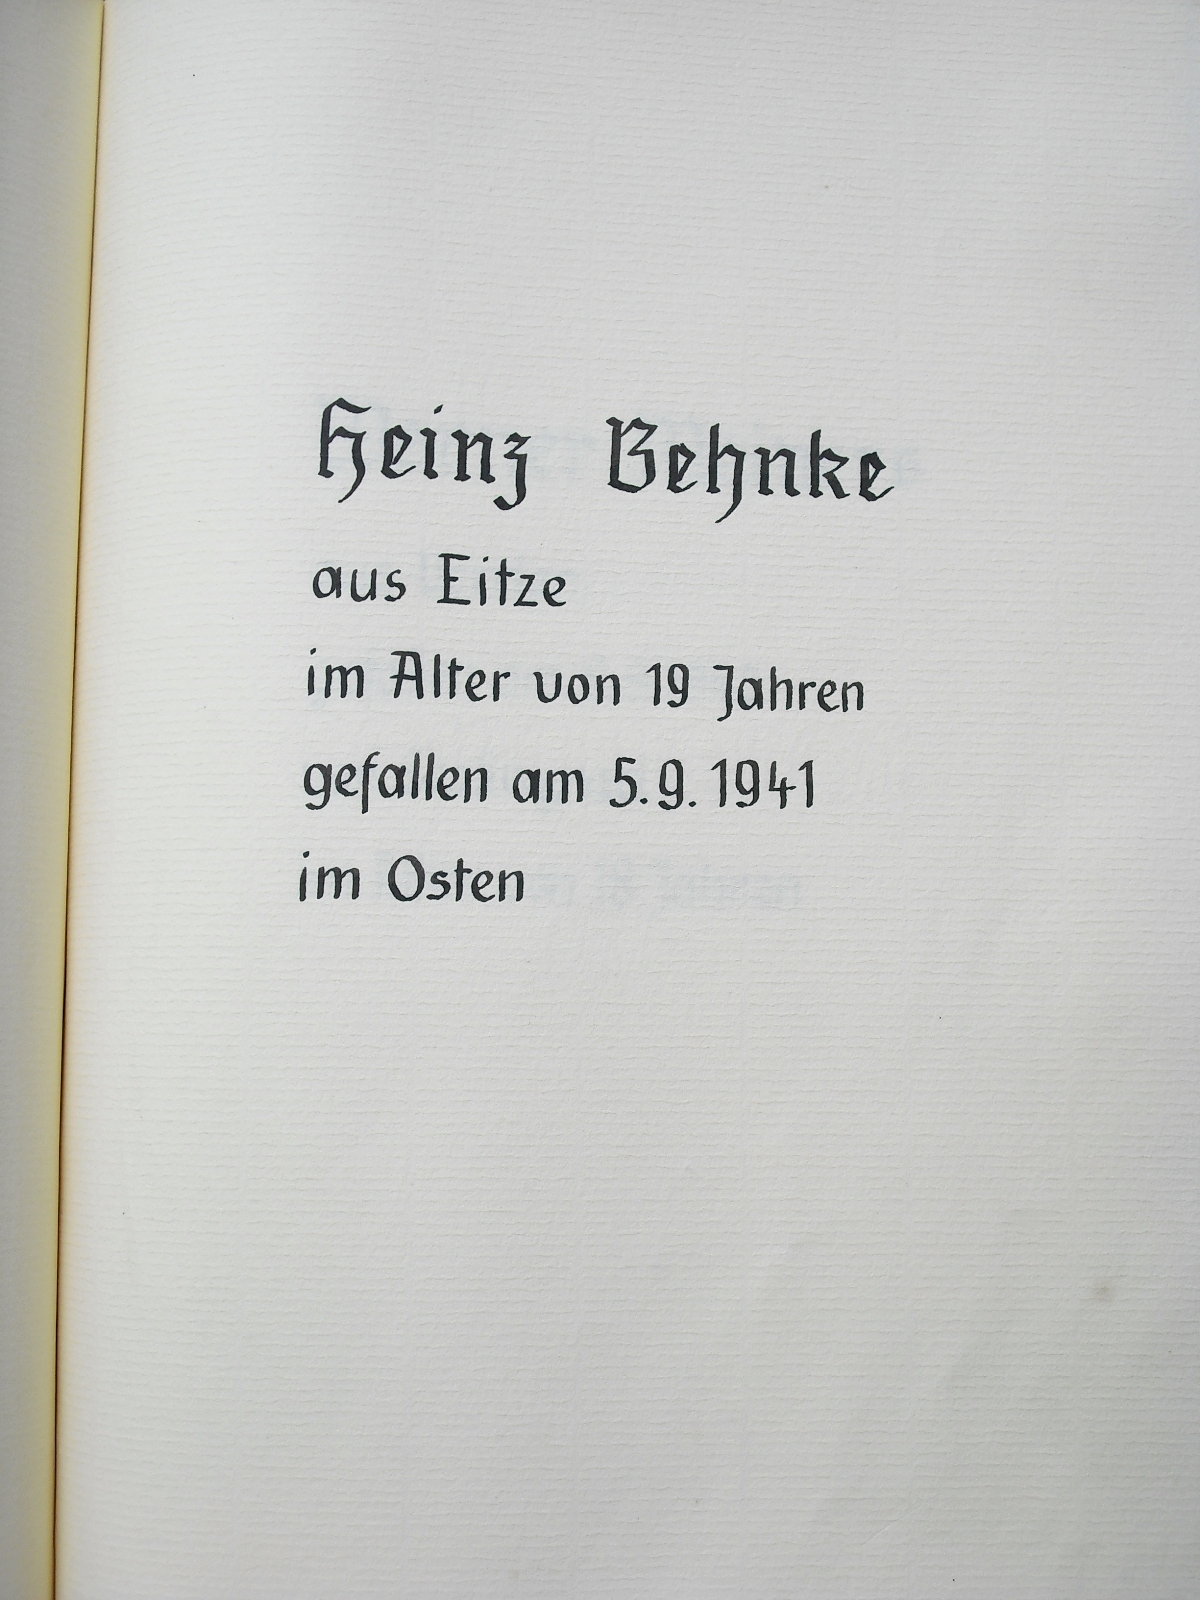 Heinz Behnke
aus Eitze
im Alter von 19 Jahren
gefallen am 5.9.1941
im Osten